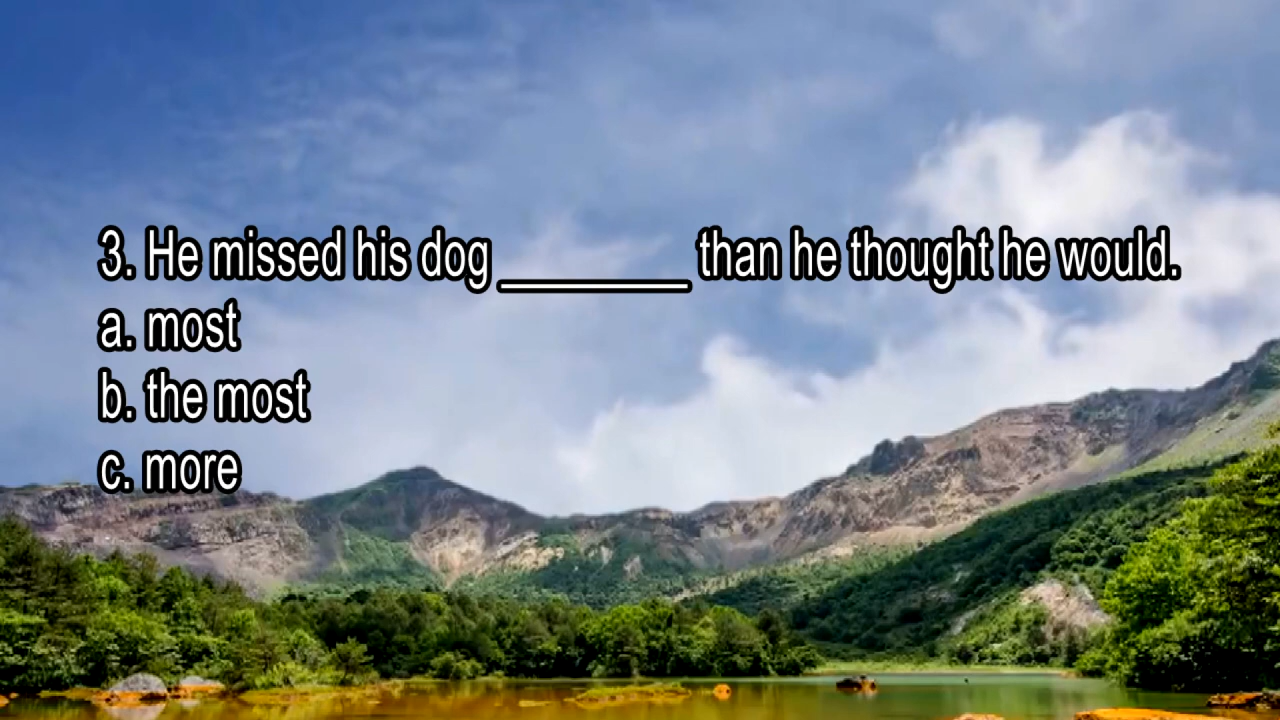 3. He missed his dog ________ than he thought he would.
a. most
b. the most
c. more